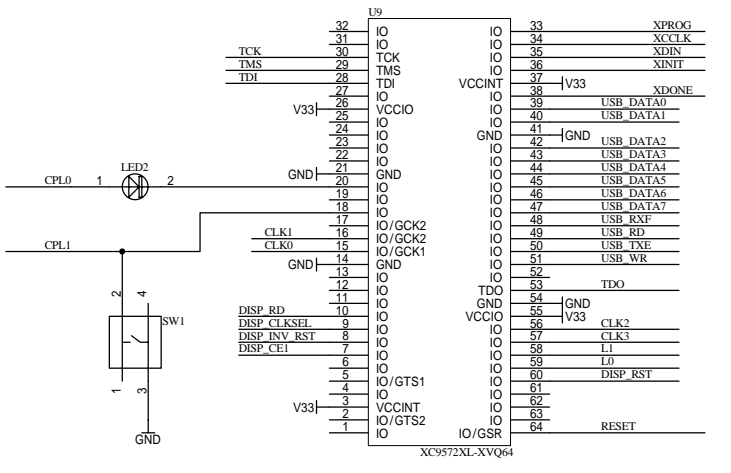 U9
32 IO IO 33 XPROG
31 IO IO 34 XCCLK
TCK 30 TCK IO 35 XDIN
TMS 29 TMS IO 36 XINIT
TDI 28 TDI VCCINT 37 V33
27 IO IO 38 XDONE
V33 26 VCCIO IO 39 USB_DATA0
25 IO IO 40 USB_DATA1
24 IO GND 41 GND
23 IO IO 42 USB_DATA2
22 IO IO 43 USB_DATA3
GND 21 GND IO 44 USB_DATA4
CPL0 1 LED2 2 20 IO IO 45 USB_DATA5
19 IO IO 46 USB_DATA6
18 IO IO 47 USB_DATA7
17 IO/GCK2 IO 48 USB_RXF
CLK1 16 IO/GCK2 IO 49 USB_RD
CPL1 CLK0 15 IO/GCK1 IO 50 USB_TXE
GND 14 GND IO 51 USB_WR
13 IO IO 52
12 IO TDO 53 TDO
2 4 11 IO GND 54 GND
DISP_RD 10 IO VCCIO 55 V33
SW1 DISP_CLKSEL 9 IO IO 56 CLK2
DISP_INV_RST 8 IO IO 57 CLK3
DISP_CE1 7 IO IO 58 L1
6 IO IO 59 L0
1 3 5 IO/GTS1 IO 60 DISP_RST
4 IO IO 61
V33 3 VCCINT IO 62
2 IO/GTS2 IO 63
GND 1 IO IO/GSR 64 RESET
XC9572XL-XVQ64